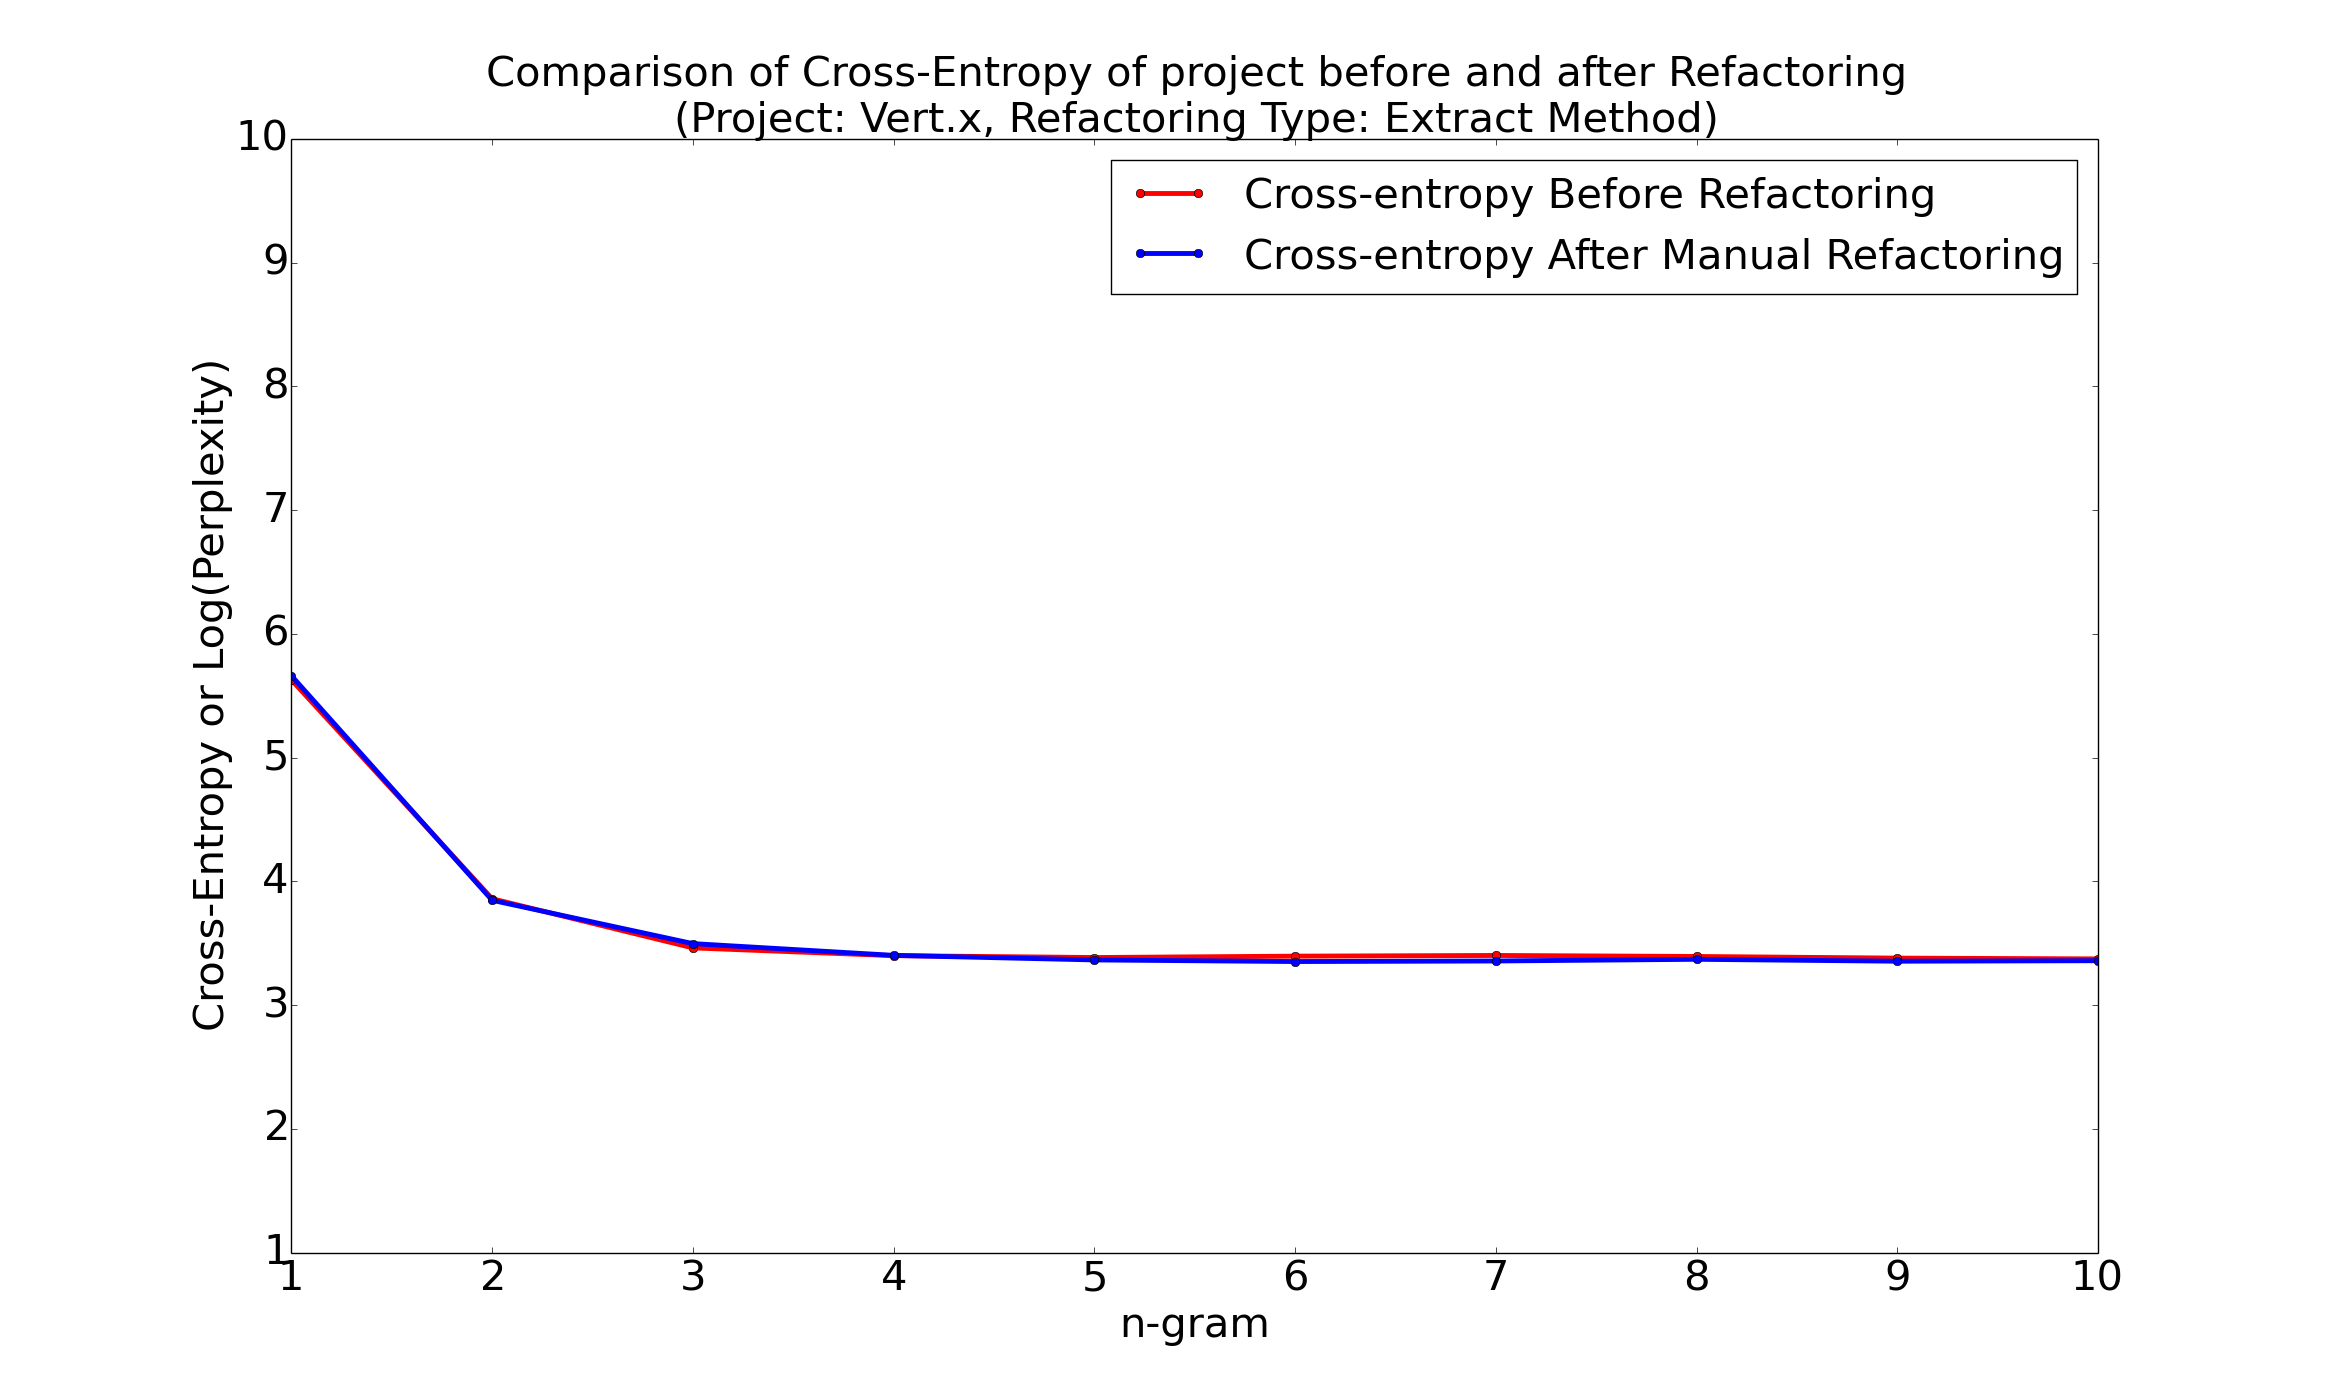 Comparison of Cross-Entropy of project before and after Refactoring
(Project: Vert.x, Refactoring Type: Extract Method)
Cross-entropy Before Refactoring
Cross-entropy After Manual Refactoring
Cross-Entropy or Log(Perplexity)
10
9
8
7
6
5
4
3
2
1
1 2 3 4 5 6 7 8 9 10
n-gram